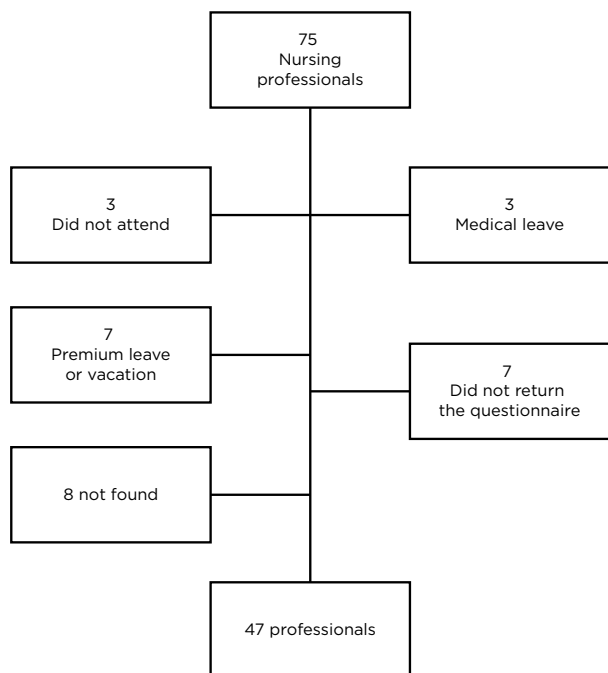 75
Nursing
professionals
3
Did not attend
3
Medical leave
7
Premium leave
or vacation
7
Did not return
the questionnaire
8 not found
47 professionals